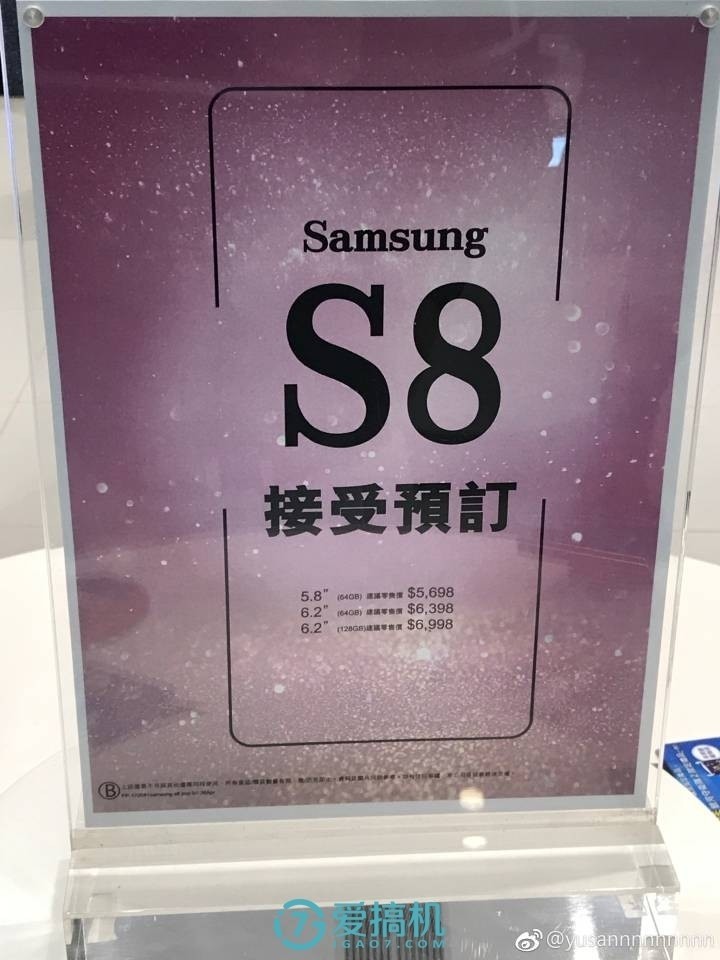 Samsung
S8
接受預訂
5.8" (64GB) 建議零售價 $5,698
6.2" (64GB) 建議零售價 $6,398
6.2" (128GB)建議零售價 $6,998
B
7 爱搞机
GAO7.COM
@yusannnnnnnnn